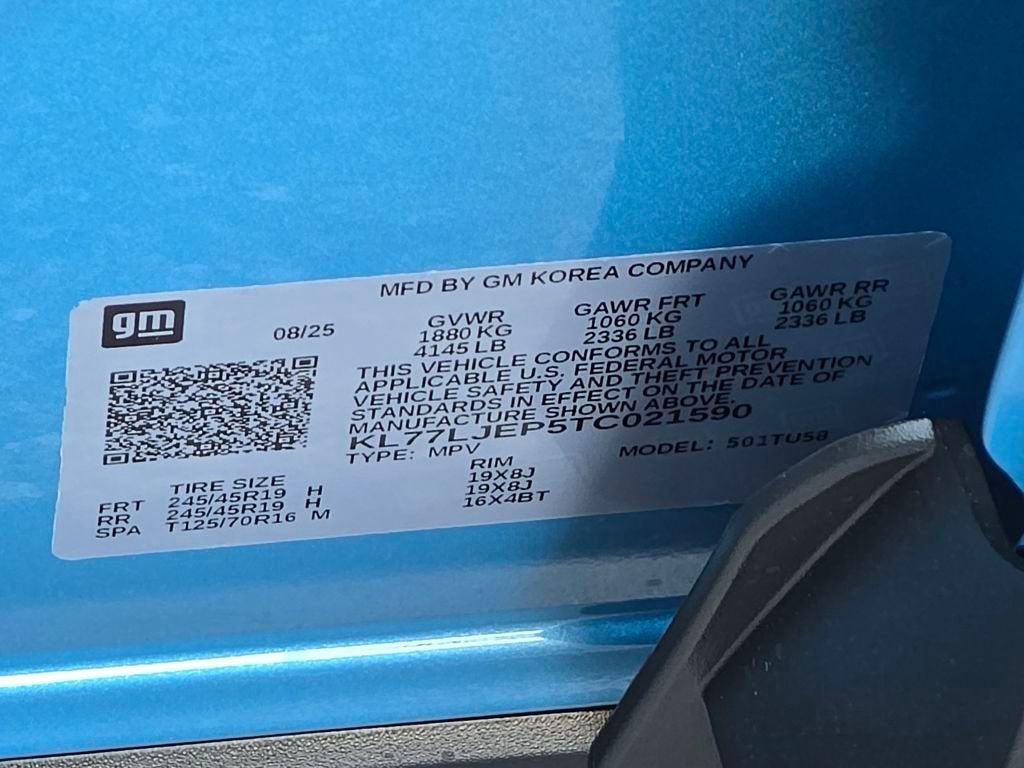 MFD BY GM KOREA COMPANY
gm
08/25
GVWR GAWR FRT GAWR RR
1880 KG 1060 KG 1060 KG
4145 LB 2336 LB 2336 LB
THIS VEHICLE CONFORMS TO ALL
APPLICABLE U.S. FEDERAL MOTOR
VEHICLE SAFETY AND THEFT PREVENTION
STANDARDS IN EFFECT ON THE DATE OF
MANUFACTURE SHOWN ABOVE.
KL77LJEP5TC021590
TYPE: MPV MODEL: 501TU58
TIRE SIZE RIM
FRT 245/45R19 H 19X8J
RR 245/45R19 H 19X8J
SPA T125/70R16 M 16X4BT